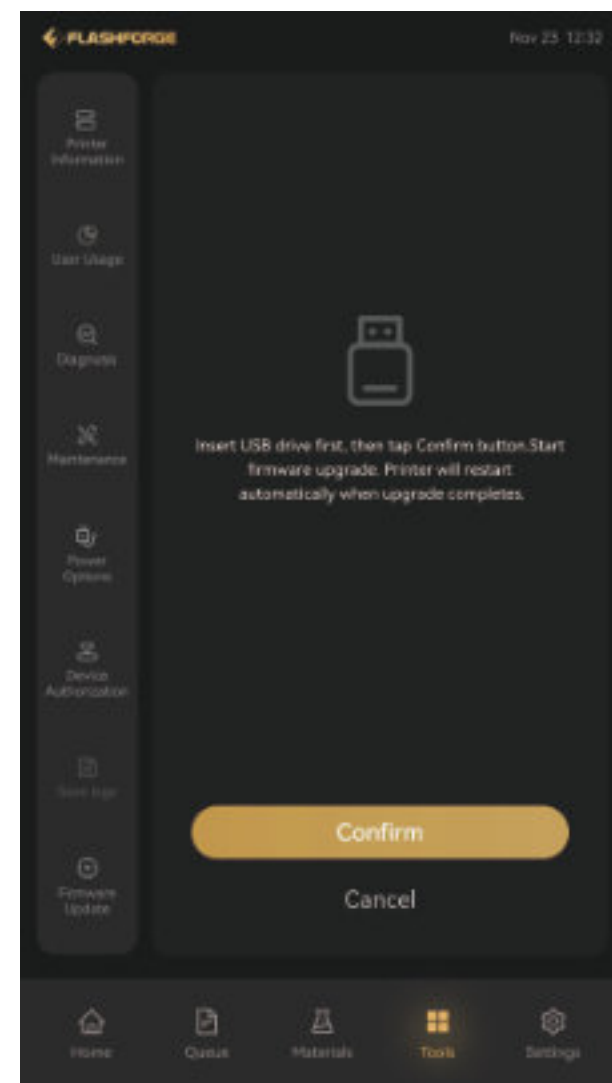 FLASHFORGE
Nov 23 12:32
Printer
Information
User Usage
Diagnosis
Maintenance
Power
Options
Device
Authorization
Save logs
Firmware
Update
Insert USB drive first, then tap Confirm button.Start
firmware upgrade. Printer will restart
automatically when upgrade completes.
Confirm
Cancel
Home
Queue
Materials
Tools
Settings